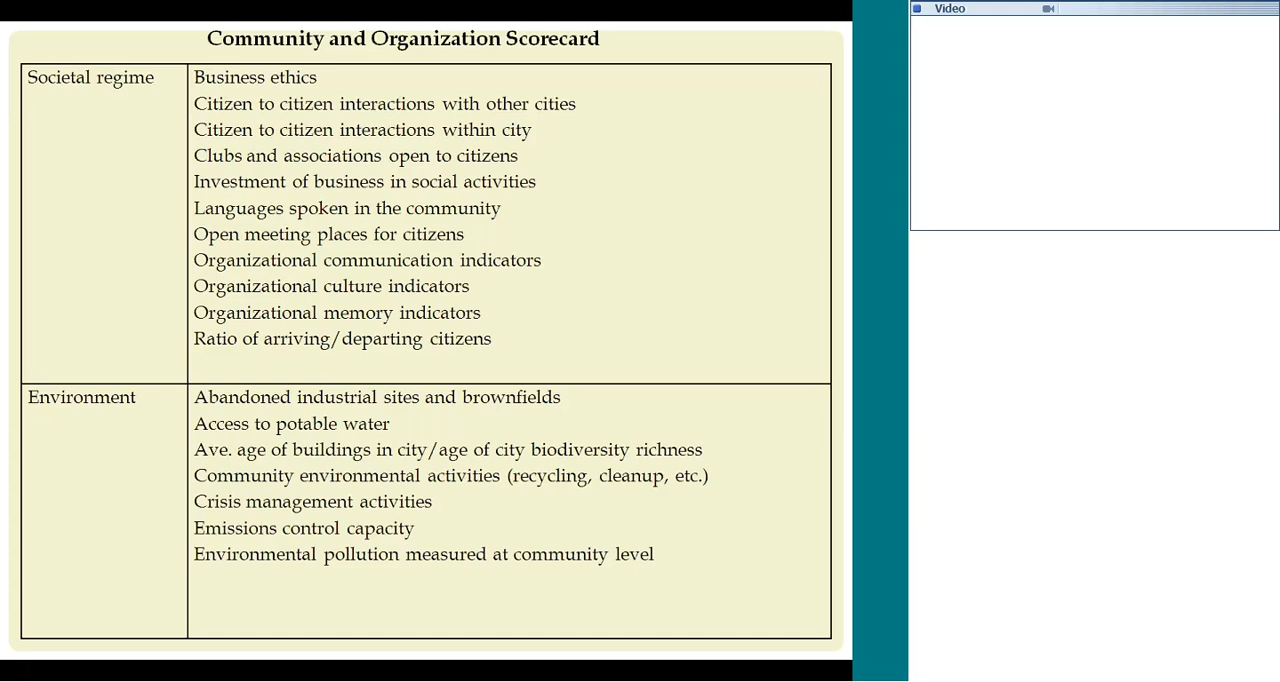 Community and Organization Scorecard
Societal regime
Business ethics
Citizen to citizen interactions with other cities
Citizen to citizen interactions within city
Clubs and associations open to citizens
Investment of business in social activities
Languages spoken in the community
Open meeting places for citizens
Organizational communication indicators
Organizational culture indicators
Organizational memory indicators
Ratio of arriving/departing citizens
Environment
Abandoned industrial sites and brownfields
Access to potable water
Ave. age of buildings in city/age of city biodiversity richness
Community environmental activities (recycling, cleanup, etc.)
Crisis management activities
Emissions control capacity
Environmental pollution measured at community level
Video